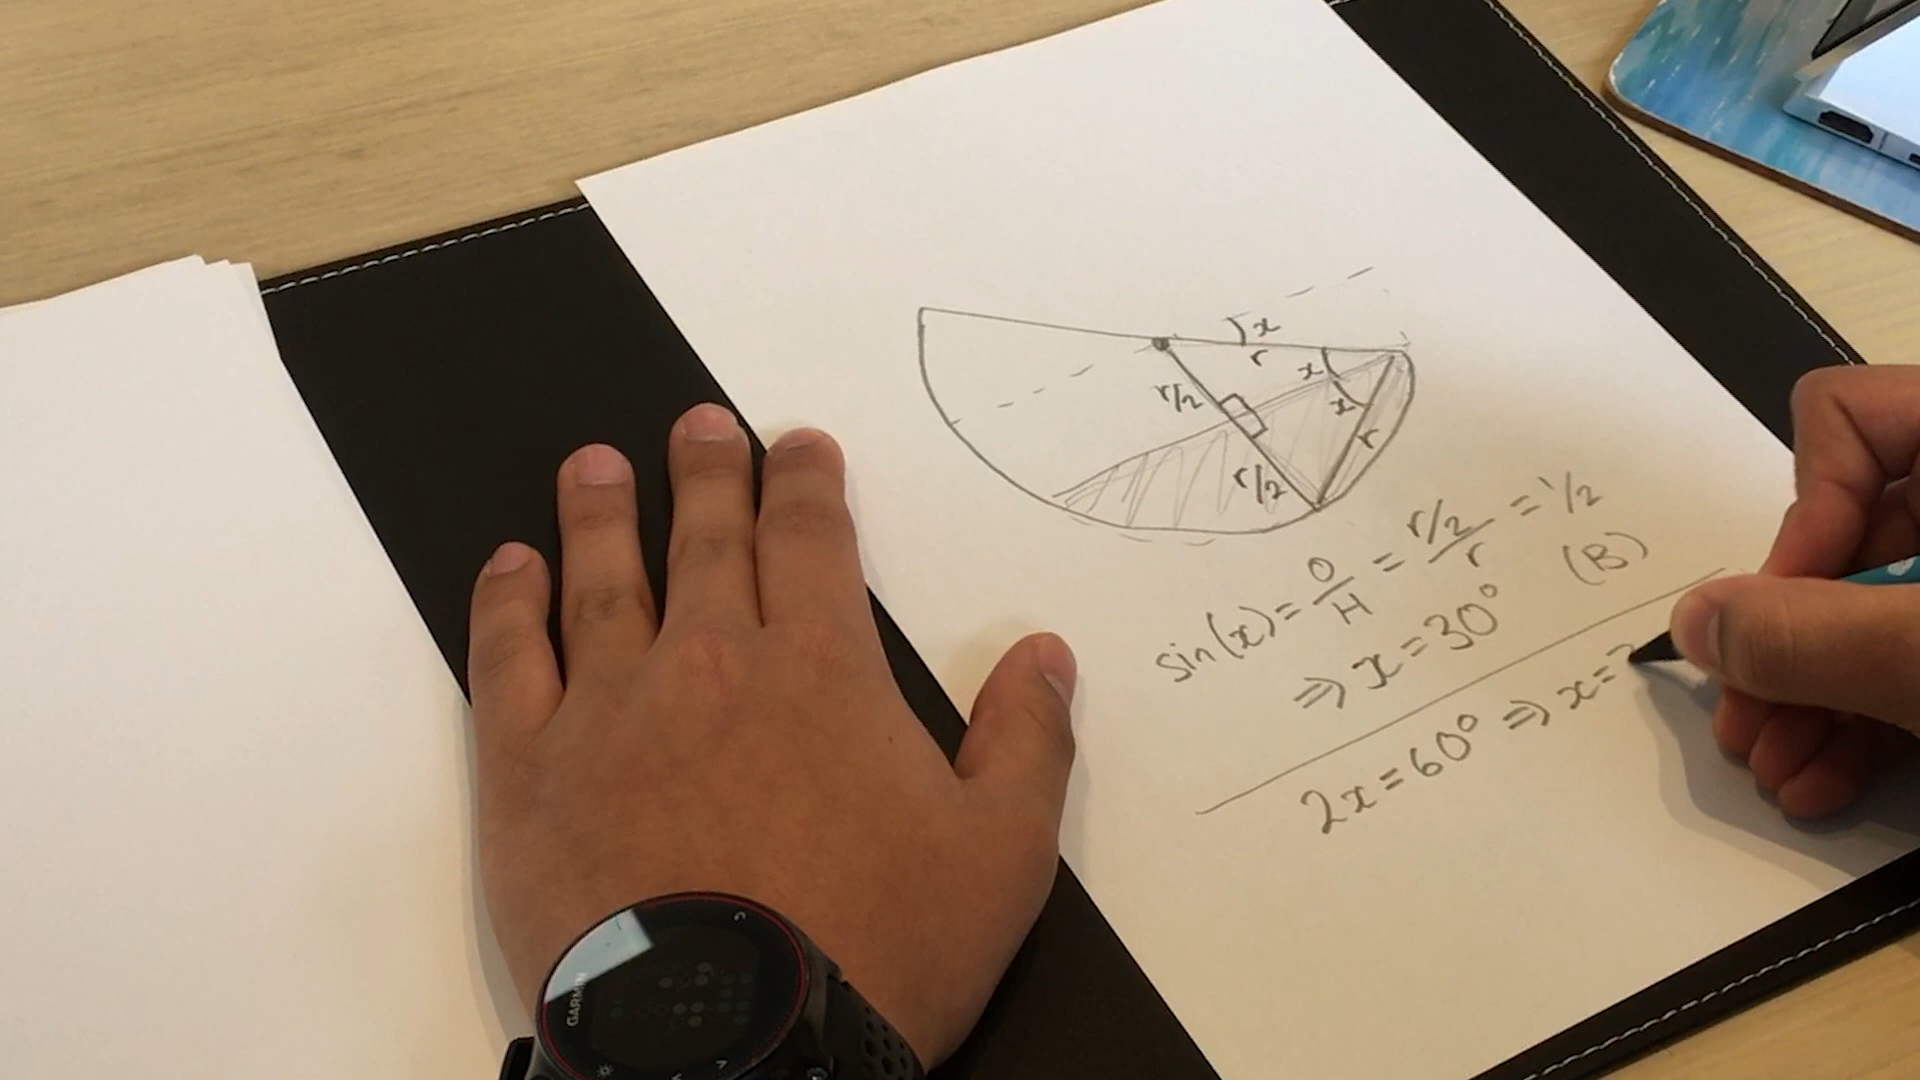 x
r
x
r/2
x
r
r/2
sin(x) = O/H = r/2/r = 1/2
⇒ x = 30° (B)
2x = 60° ⇒ x =
GARMIN